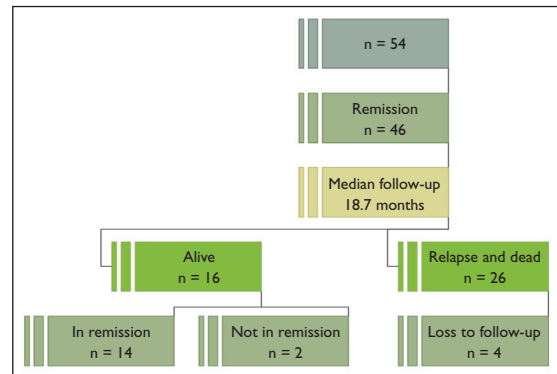 n = 54
Remission
n = 46
Median follow-up
18.7 months
Alive
n = 16
Relapse and dead
n = 26
In remission
n = 14
Not in remission
n = 2
Loss to follow-up
n = 4